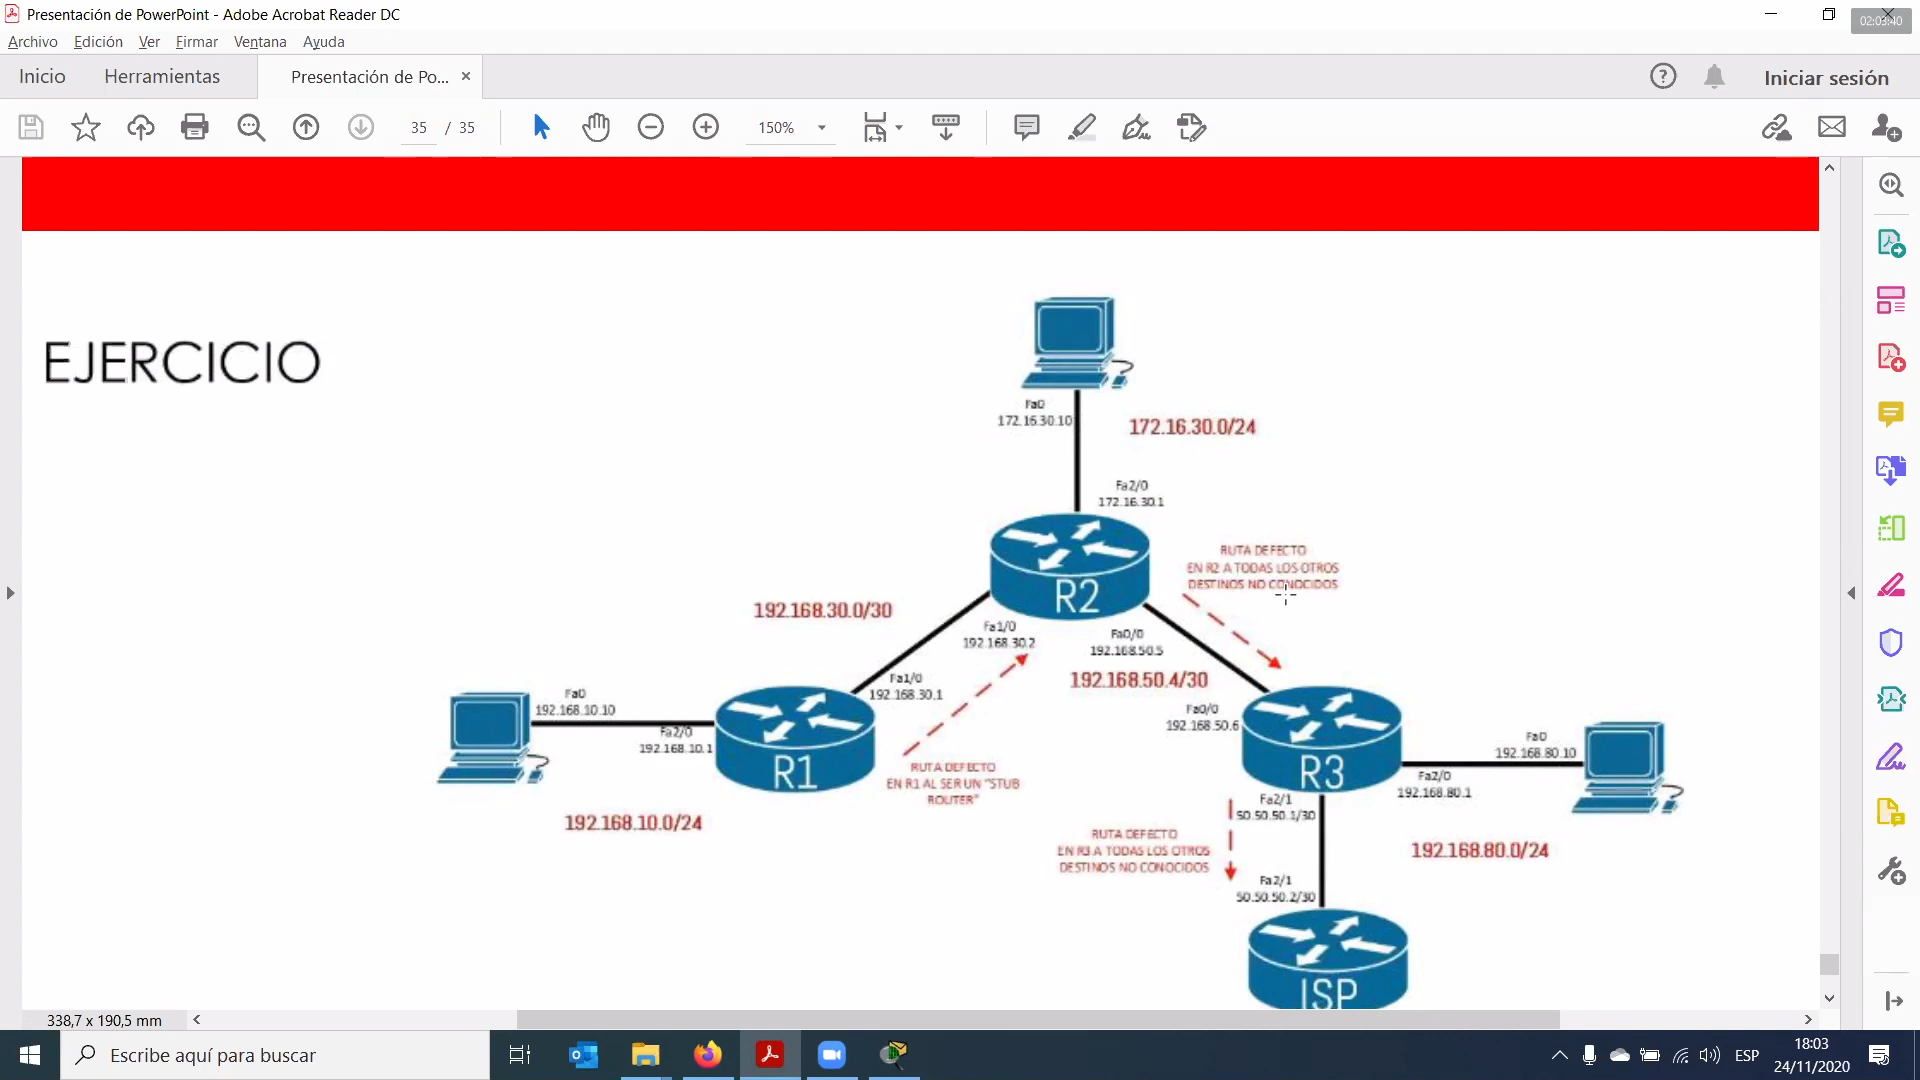 Presentación de PowerPoint - Adobe Acrobat Reader DC
02:03:40
Archivo Edición Ver Firmar Ventana Ayuda
Inicio Herramientas Presentación de Po... × Iniciar sesión
35 / 35 150%
EJERCICIO
Fa0
172.16.30.10
172.16.30.0/24
Fa2/0
172.16.30.1
R2
RUTA DEFECTO
EN R2 A TODAS LOS OTROS
DESTINOS NO CONOCIDOS
192.168.30.0/30
Fa1/0
192.168.30.2
Fa0/0
192.168.50.5
192.168.50.4/30
Fa1/0
192.168.30.1
Fa0
192.168.10.10
Fa2/0
192.168.10.1
R1
Fa0/0
192.168.50.6
R3
Fa0
192.168.80.10
Fa2/0
192.168.80.1
RUTA DEFECTO
EN R1 AL SER UN "STUB
ROUTER"
192.168.10.0/24
Fa2/1
50.50.50.1/30
RUTA DEFECTO
EN R3 A TODAS LOS OTROS
DESTINOS NO CONOCIDOS
192.168.80.0/24
Fa2/1
50.50.50.2/30
ISP
338,7 x 190,5 mm
Escribe aquí para buscar
ESP
18:03
24/11/2020